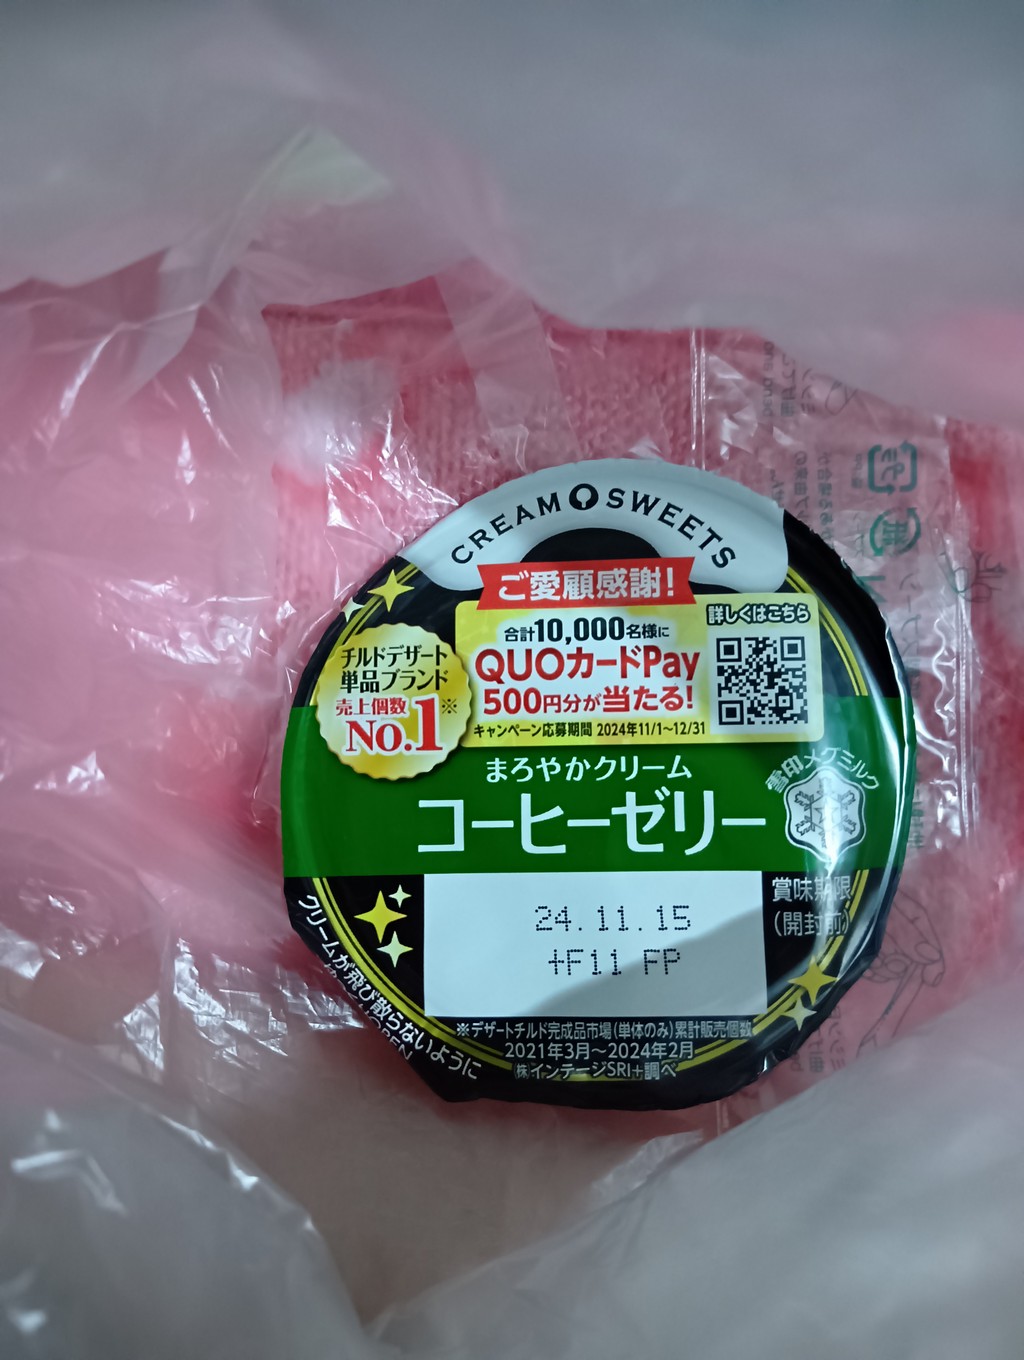 CREAM SWEETS
ご愛顧感謝!
合計10,000名様に
QUOカードPay
500円分が当たる!
キャンペーン応募期間 2024年11/1~12/31
詳しくはこちら
チルドデザート
単品ブランド
売上個数
No.1※
まろやかクリーム
コーヒーゼリー
雪印メグミルク
24.11.15
+F11 FP
賞味期限
(開封前)
※デザートチルド完成品市場(単体のみ)累計販売個数
2021年3月~2024年2月
㈱インテージSRI+調べ
クリームが飛び散らないように
OPEN